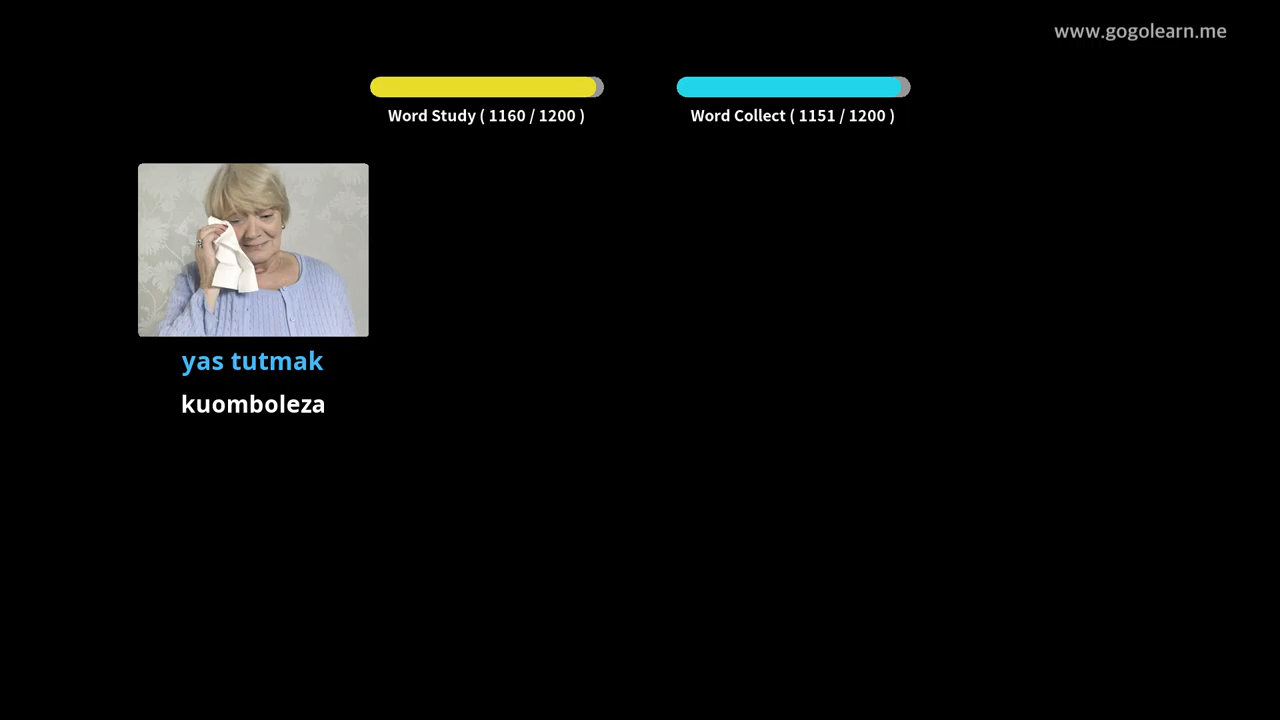 www.gogolearn.me
Word Study ( 1160 / 1200 )
Word Collect ( 1151 / 1200 )
yas tutmak
kuomboleza